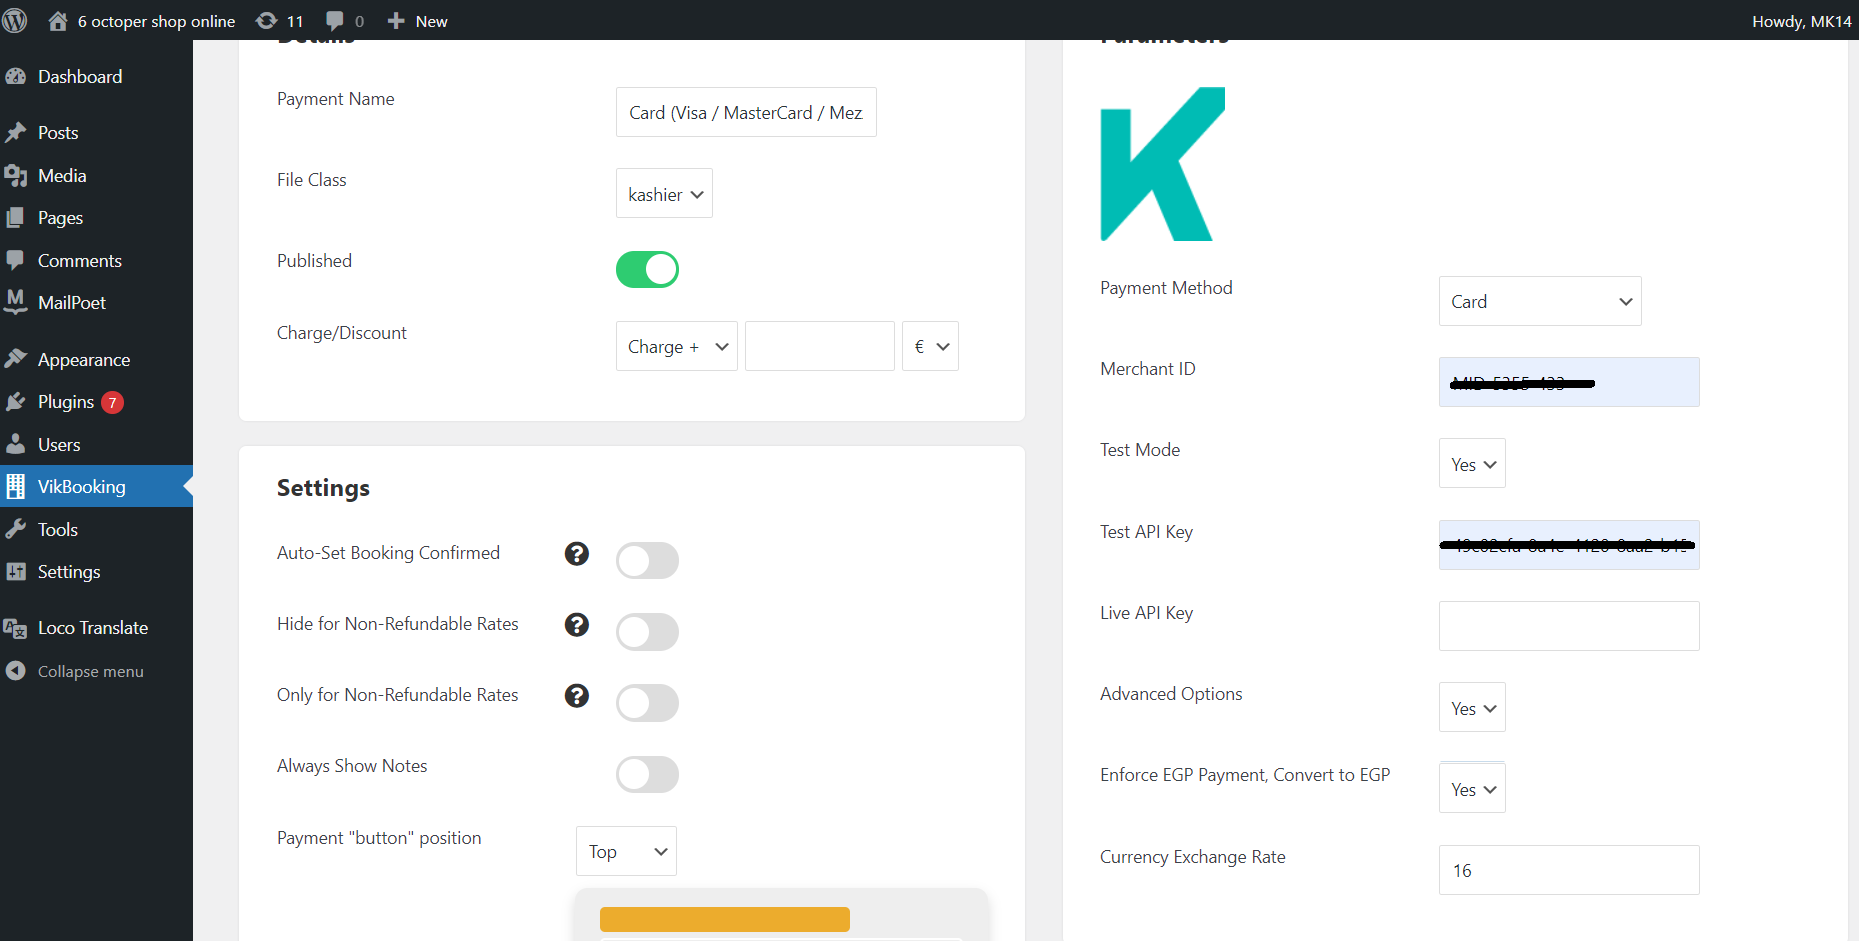 6 octoper shop online
11
0
New
Howdy, MK14
Dashboard
Posts
Media
Pages
Comments
MailPoet
Appearance
Plugins 7
Users
VikBooking
Tools
Settings
Loco Translate
Collapse menu
Details
Payment Name
Card (Visa / MasterCard / Mez
File Class
kashier
Published
Charge/Discount
Charge +
€
Settings
Auto-Set Booking Confirmed
Hide for Non-Refundable Rates
Only for Non-Refundable Rates
Always Show Notes
Payment "button" position
Top
Parameters
Payment Method
Card
Merchant ID
Test Mode
Yes
Test API Key
Live API Key
Advanced Options
Yes
Enforce EGP Payment, Convert to EGP
Yes
Currency Exchange Rate
16